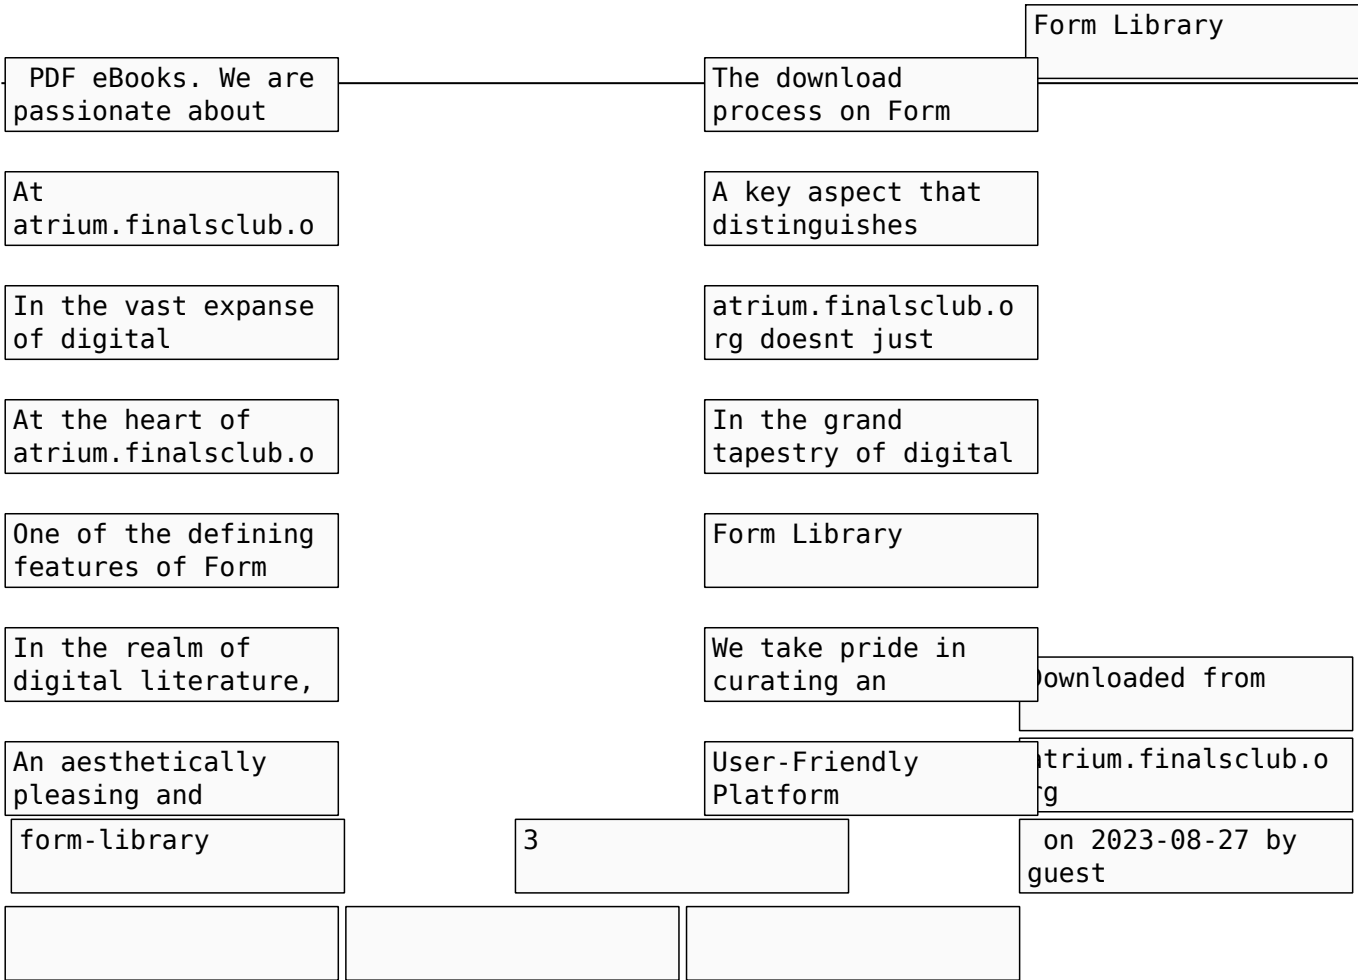 Form Library
PDF eBooks. We are
passionate about
At
atrium.finalsclub.o
In the vast expanse
of digital
At the heart of
atrium.finalsclub.o
One of the defining
features of Form
In the realm of
digital literature,
An aesthetically
pleasing and
The download
process on Form
A key aspect that
distinguishes
atrium.finalsclub.o
rg doesnt just
In the grand
tapestry of digital
Form Library
We take pride in
curating an
User-Friendly
Platform
Downloaded from
atrium.finalsclub.o
rg
on 2023-08-27 by
guest
form-library
3